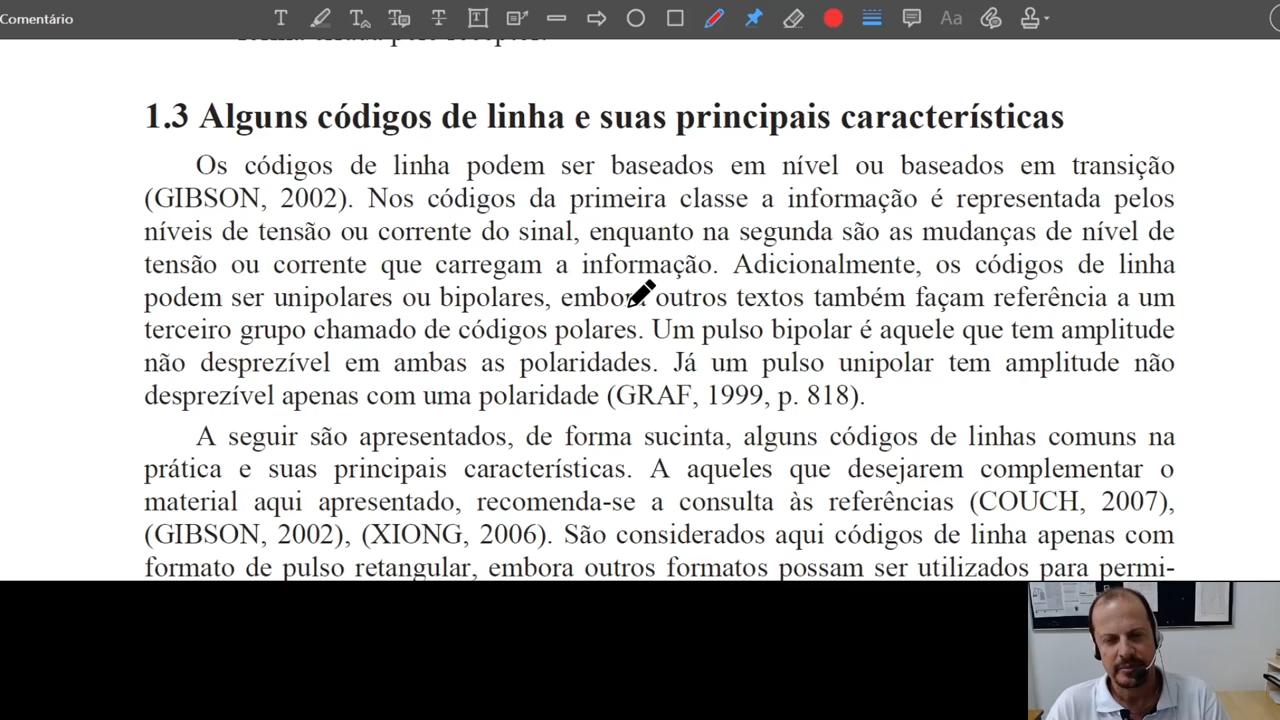 Comentário
1.3 Alguns códigos de linha e suas principais características
Os códigos de linha podem ser baseados em nível ou baseados em transição
(GIBSON, 2002). Nos códigos da primeira classe a informação é representada pelos
níveis de tensão ou corrente do sinal, enquanto na segunda são as mudanças de nível de
tensão ou corrente que carregam a informação. Adicionalmente, os códigos de linha
podem ser unipolares ou bipolares, embora outros textos também façam referência a um
terceiro grupo chamado de códigos polares. Um pulso bipolar é aquele que tem amplitude
não desprezível em ambas as polaridades. Já um pulso unipolar tem amplitude não
desprezível apenas com uma polaridade (GRAF, 1999, p. 818).
A seguir são apresentados, de forma sucinta, alguns códigos de linhas comuns na
prática e suas principais características. A aqueles que desejarem complementar o
material aqui apresentado, recomenda-se a consulta às referências (COUCH, 2007),
(GIBSON, 2002), (XIONG, 2006). São considerados aqui códigos de linha apenas com
formato de pulso retangular, embora outros formatos possam ser utilizados para permi-